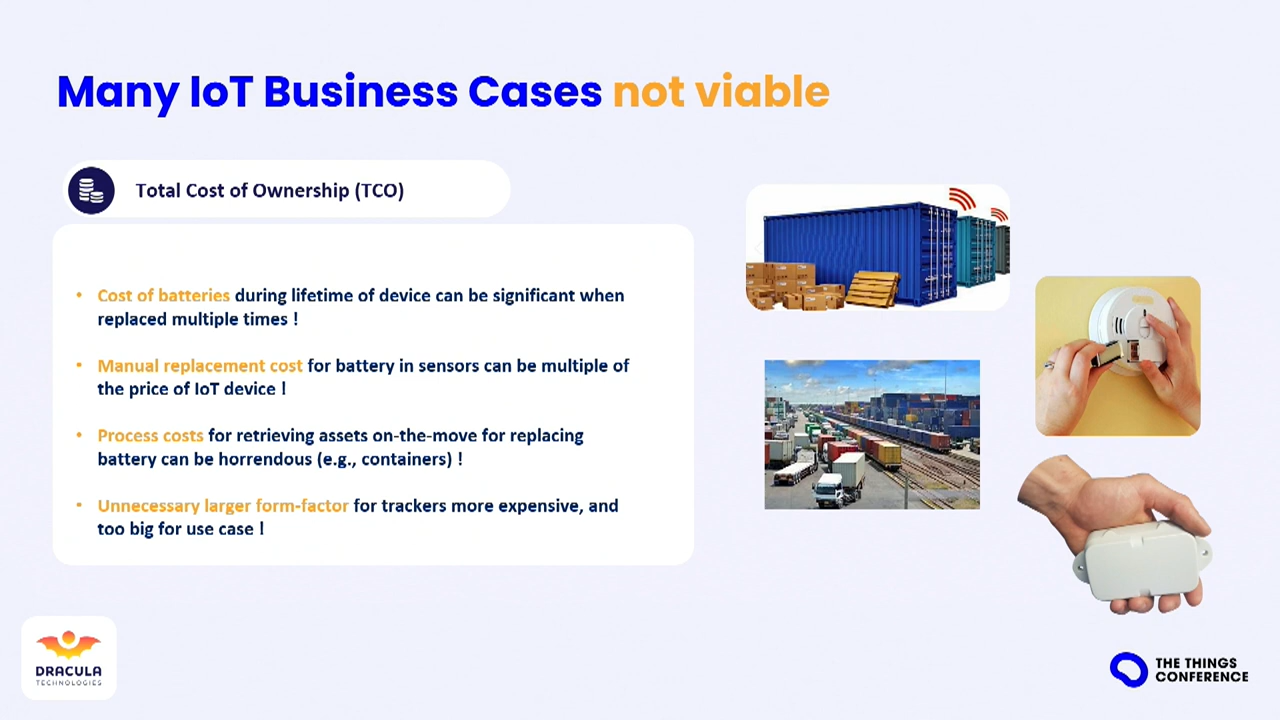 Many IoT Business Cases not viable
Total Cost of Ownership (TCO)
• Cost of batteries during lifetime of device can be significant when
replaced multiple times !
• Manual replacement cost for battery in sensors can be multiple of
the price of IoT device !
• Process costs for retrieving assets on-the-move for replacing
battery can be horrendous (e.g., containers) !
• Unnecessary larger form-factor for trackers more expensive, and
too big for use case !
DRACULA
TECHNOLOGIES
THE THINGS
CONFERENCE